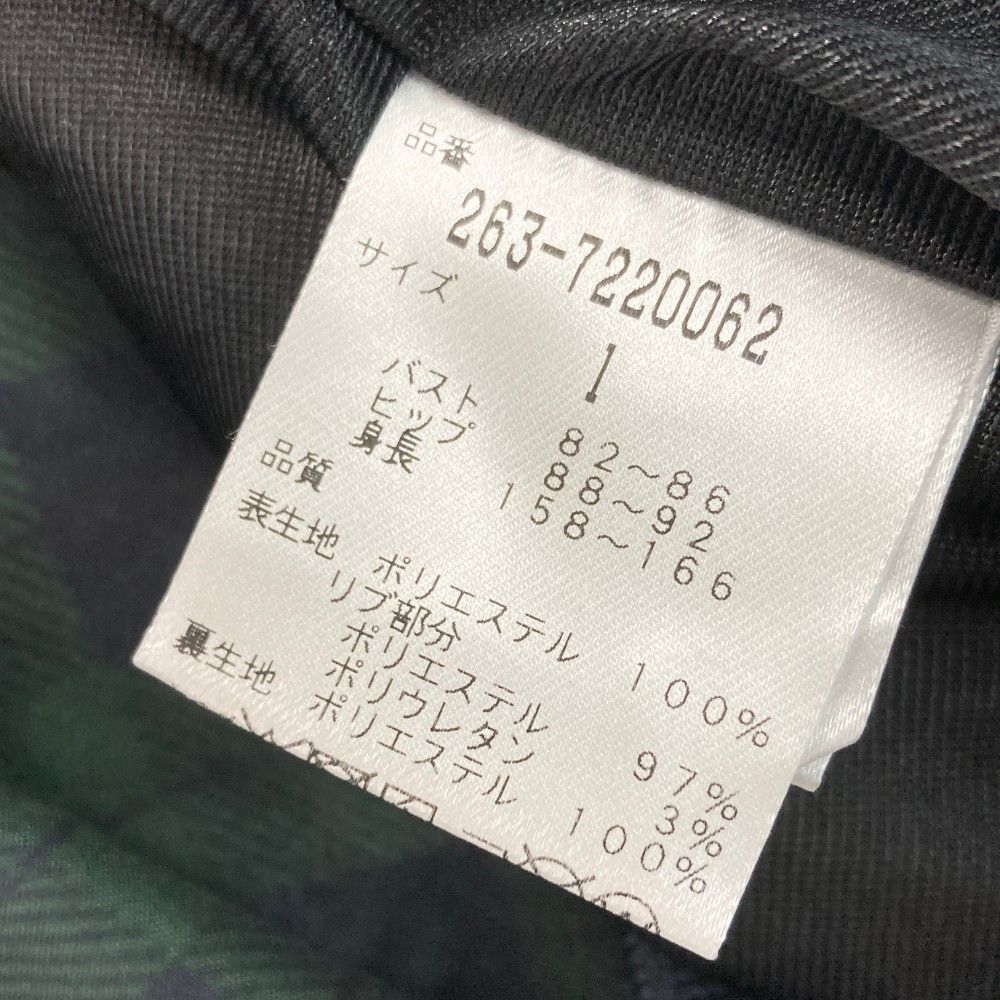 品番
263-7220062
サイズ 1
バスト 82～86
ヒップ 88～92
身長 158～166
品質
表生地 ポリエステル 100%
リブ部分
ポリエステル 97%
ポリウレタン 3%
裏生地 ポリエステル 100%